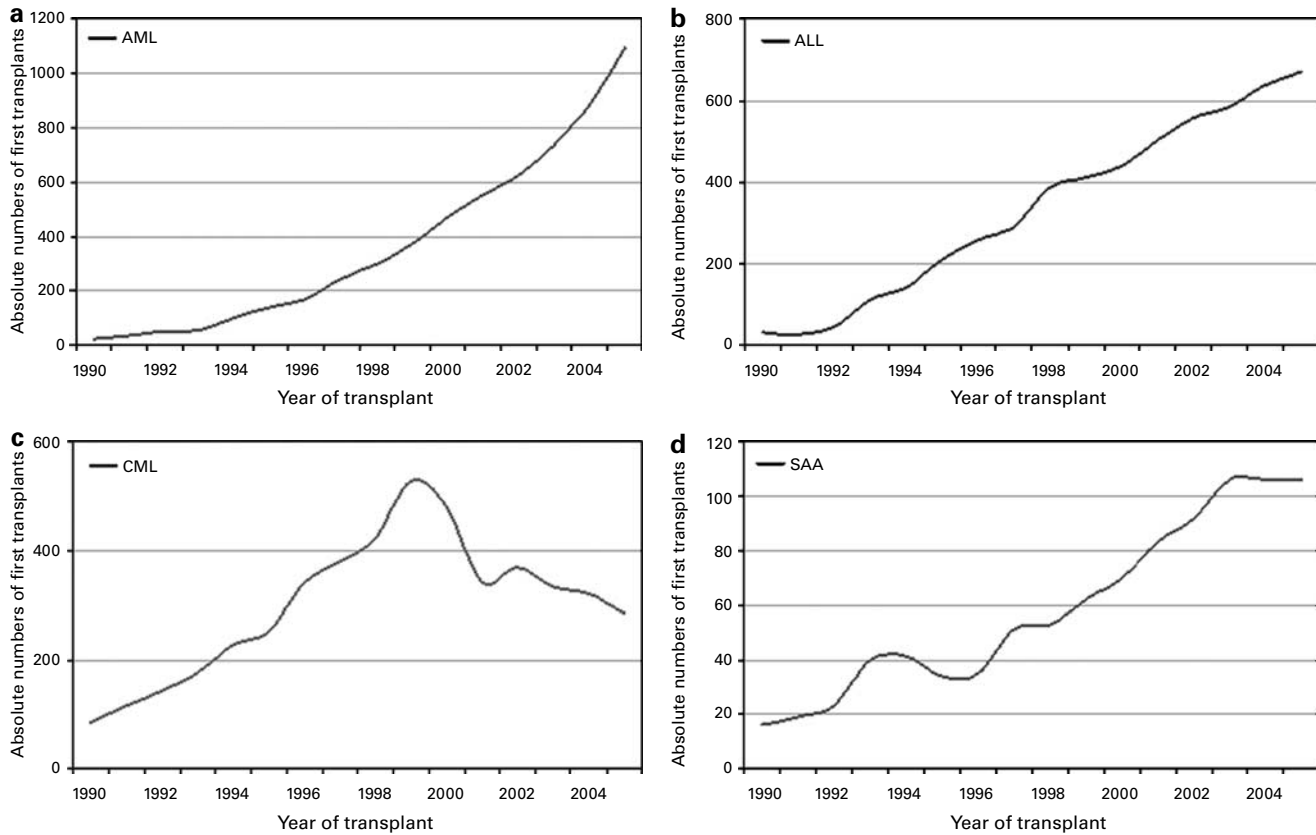 a
AML
Absolute numbers of first transplants
1200
1000
800
600
400
200
0
1990 1992 1994 1996 1998 2000 2002 2004
Year of transplant
b
ALL
Absolute numbers of first transplants
800
600
400
200
0
1990 1992 1994 1996 1998 2000 2002 2004
Year of transplant
c
CML
Absolute numbers of first transplants
600
400
200
0
1990 1992 1994 1996 1998 2000 2002 2004
Year of transplant
d
SAA
Absolute numbers of first transplants
120
100
80
60
40
20
0
1990 1992 1994 1996 1998 2000 2002 2004
Year of transplant